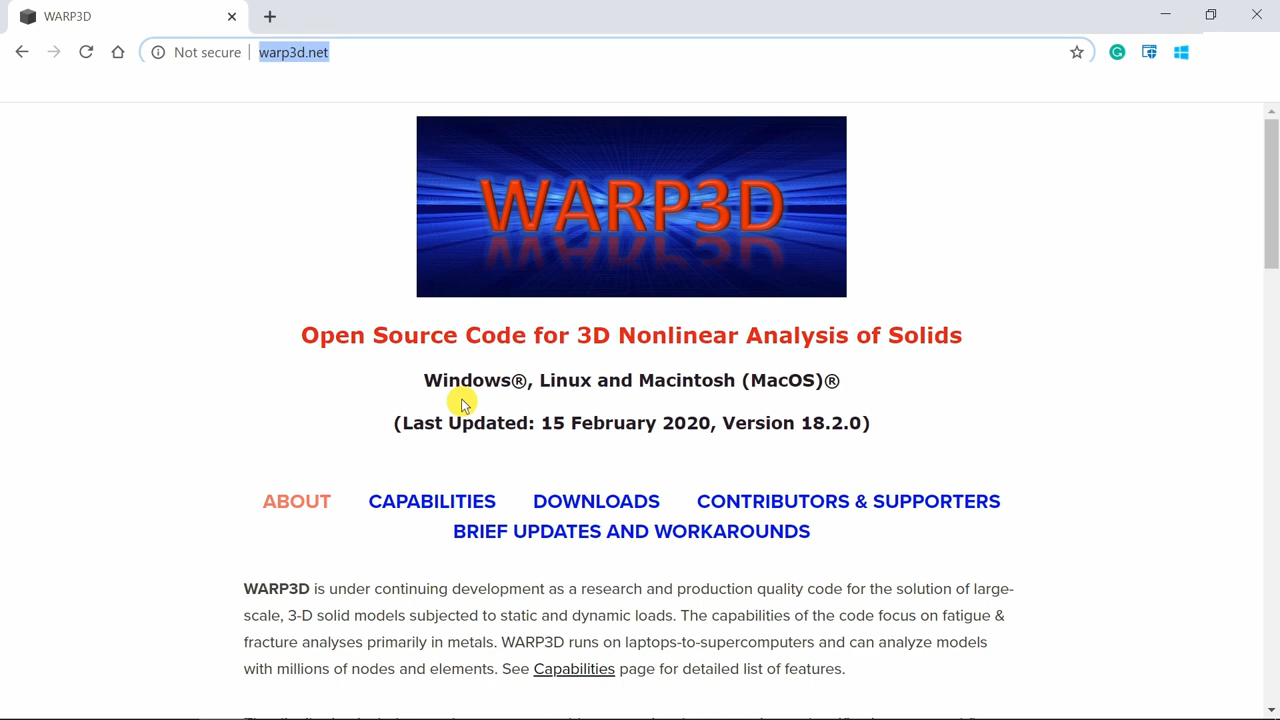 WARP3D
Not secure | warp3d.net
WARP3D
Open Source Code for 3D Nonlinear Analysis of Solids
Windows®, Linux and Macintosh (MacOS)®
(Last Updated: 15 February 2020, Version 18.2.0)
ABOUT CAPABILITIES DOWNLOADS CONTRIBUTORS & SUPPORTERS
BRIEF UPDATES AND WORKAROUNDS
WARP3D is under continuing development as a research and production quality code for the solution of large-
scale, 3-D solid models subjected to static and dynamic loads. The capabilities of the code focus on fatigue &
fracture analyses primarily in metals. WARP3D runs on laptops-to-supercomputers and can analyze models
with millions of nodes and elements. See Capabilities page for detailed list of features.